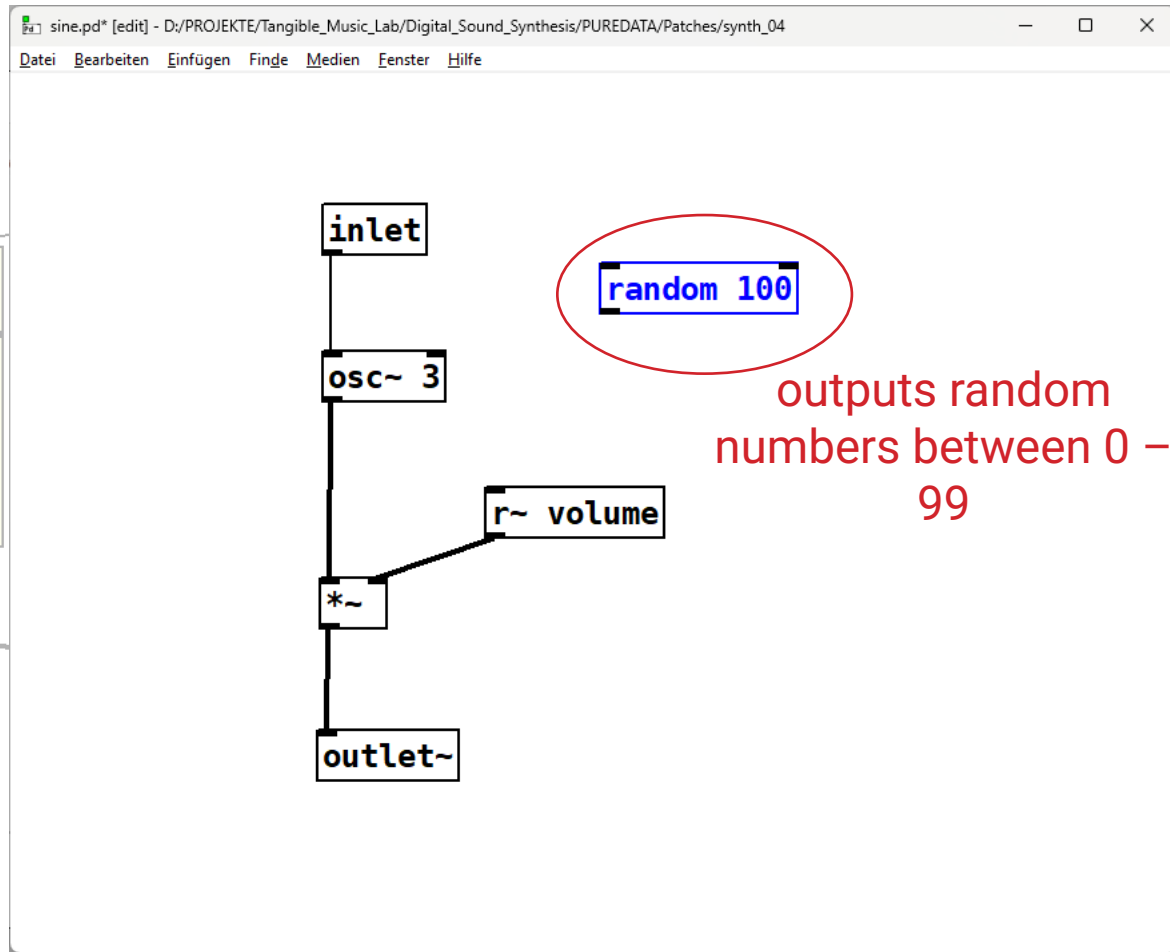 sine.pd* [edit] - D:/PROJEKTE/Tangible_Music_Lab/Digital_Sound_Synthesis/PUREDATA/Patches/synth_04
Datei Bearbeiten Einfügen Finde Medien Fenster Hilfe
inlet
random 100
osc~ 3
outputs random
numbers between 0 –
99
r~ volume
*~
outlet~